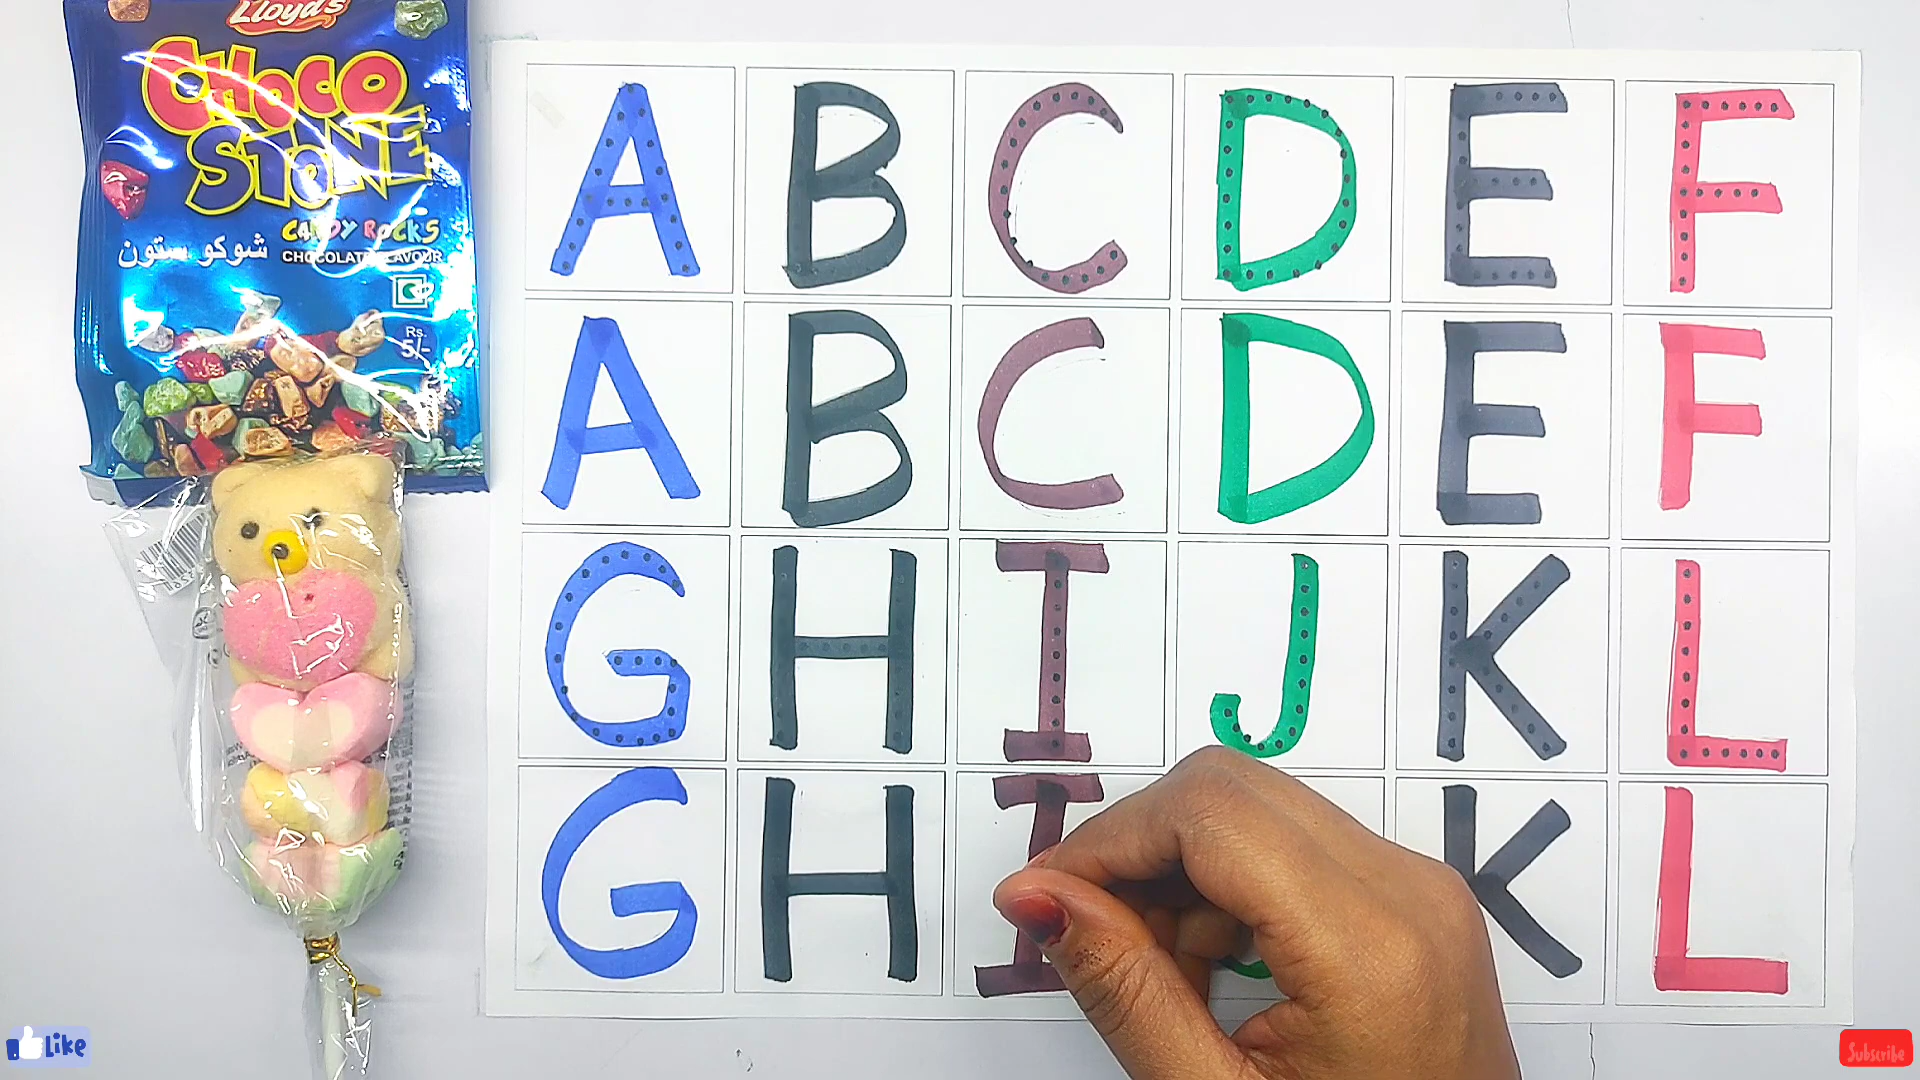 Lloyd's
CHOCO
STONE
CANDY ROCKS
شوكو ستون
CHOCOLATE FLAVOUR
Rs.
5/-
A B C D E F
A B C D E F
G H I J K L
G H I J K L
Like
Subscribe